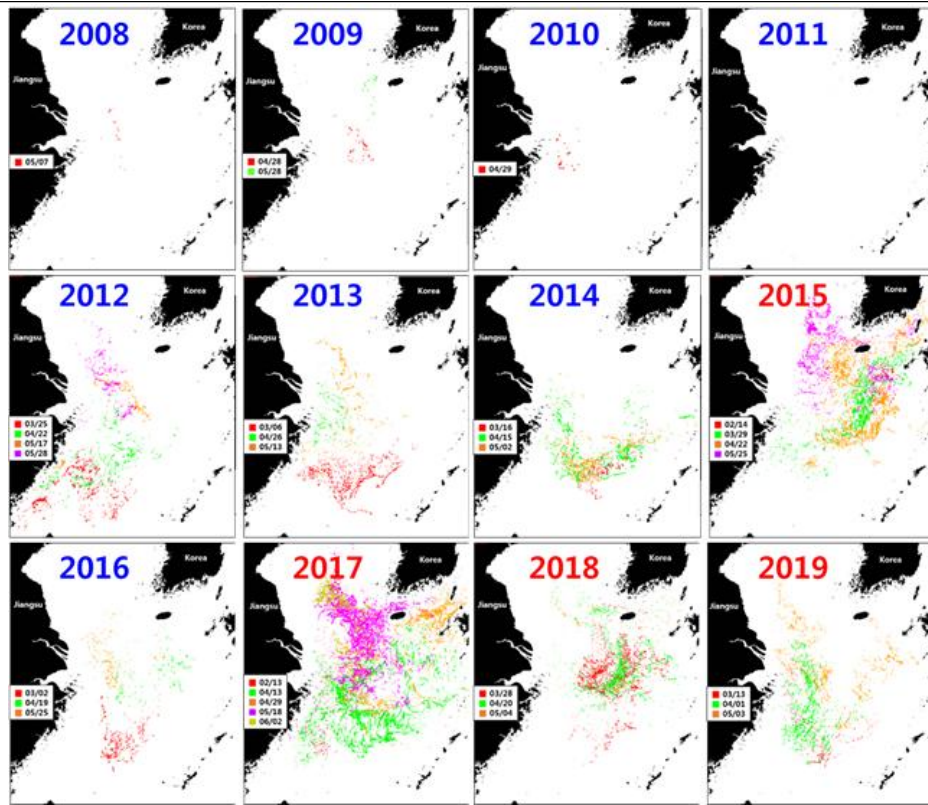 2008
Korea
Jiangsu
05/07
2009
Korea
Jiangsu
04/28
05/28
2010
Korea
Jiangsu
04/29
2011
Korea
Jiangsu
2012
Korea
Jiangsu
03/25
04/22
05/17
05/28
2013
Korea
Jiangsu
03/06
04/26
05/13
2014
Korea
Jiangsu
03/16
04/15
05/02
2015
Korea
Jiangsu
02/14
03/29
04/22
05/25
2016
Korea
Jiangsu
03/02
04/19
05/25
2017
Korea
Jiangsu
02/13
04/13
04/29
05/18
06/02
2018
Korea
Jiangsu
03/28
04/20
05/04
2019
Korea
Jiangsu
03/13
04/01
05/03